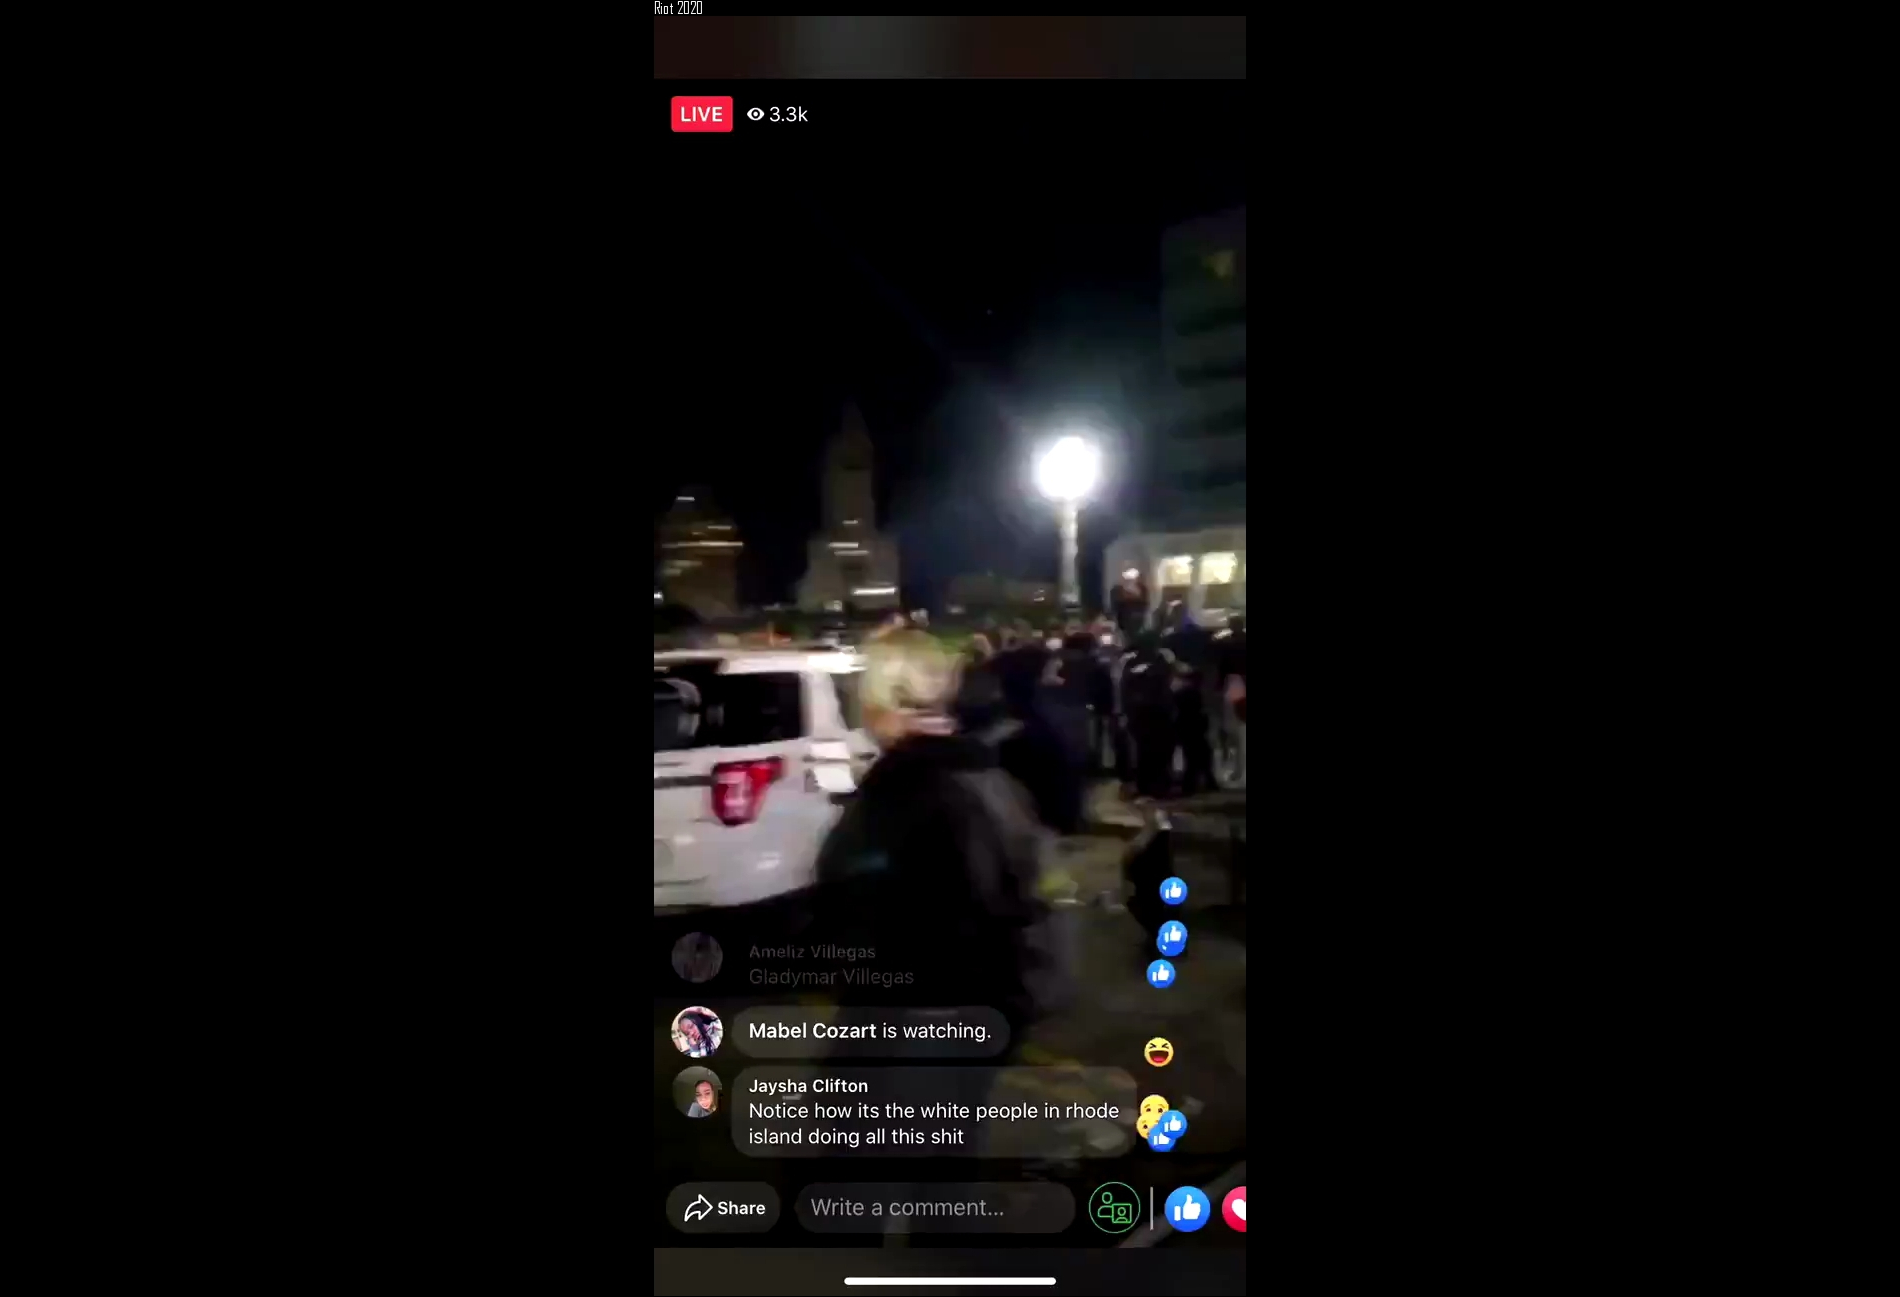 Riot 2020
LIVE 3.3k
Ameliz Villegas
Gladymar Villegas
Mabel Cozart is watching.
Jaysha Clifton
Notice how its the white people in rhode
island doing all this shit
Share Write a comment...